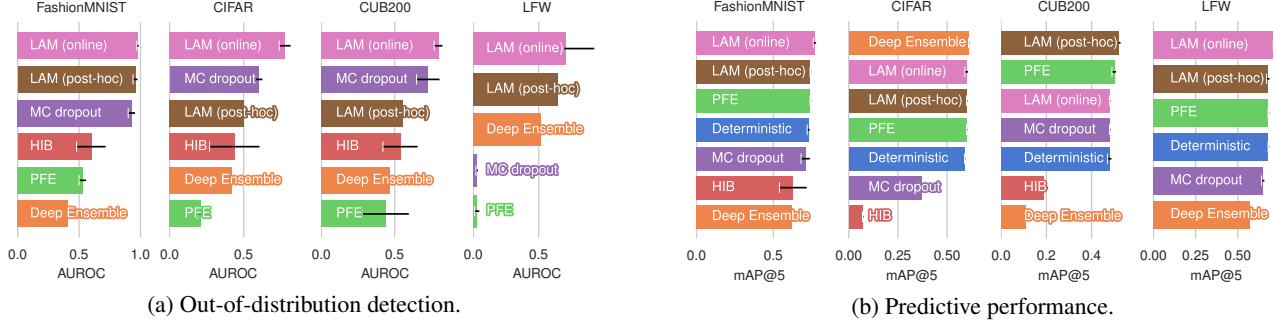 FashionMNIST
LAM (online)
LAM (post-hoc)
MC dropout
HIB
PFE
Deep Ensemble
0.0 0.5 1.0
AUROC
CIFAR
LAM (online)
MC dropout
LAM (post-hoc)
HIB
Deep Ensemble
PFE
0.0 0.5
AUROC
CUB200
LAM (online)
MC dropout
LAM (post-hoc)
HIB
Deep Ensemble
PFE
0.0 0.5
AUROC
LFW
LAM (online)
LAM (post-hoc)
Deep Ensemble
MC dropout
PFE
0.0 0.5
AUROC
(a) Out-of-distribution detection.
FashionMNIST
LAM (online)
LAM (post-hoc)
PFE
Deterministic
MC dropout
HIB
Deep Ensemble
0.0 0.5
mAP@5
CIFAR
Deep Ensemble
LAM (online)
LAM (post-hoc)
PFE
Deterministic
MC dropout
HIB
0.00 0.25 0.50
mAP@5
CUB200
LAM (post-hoc)
PFE
LAM (online)
MC dropout
Deterministic
HIB
Deep Ensemble
0.0 0.2 0.4
mAP@5
LFW
LAM (online)
LAM (post-hoc)
PFE
Deterministic
MC dropout
Deep Ensemble
0.00 0.25 0.50
mAP@5
(b) Predictive performance.